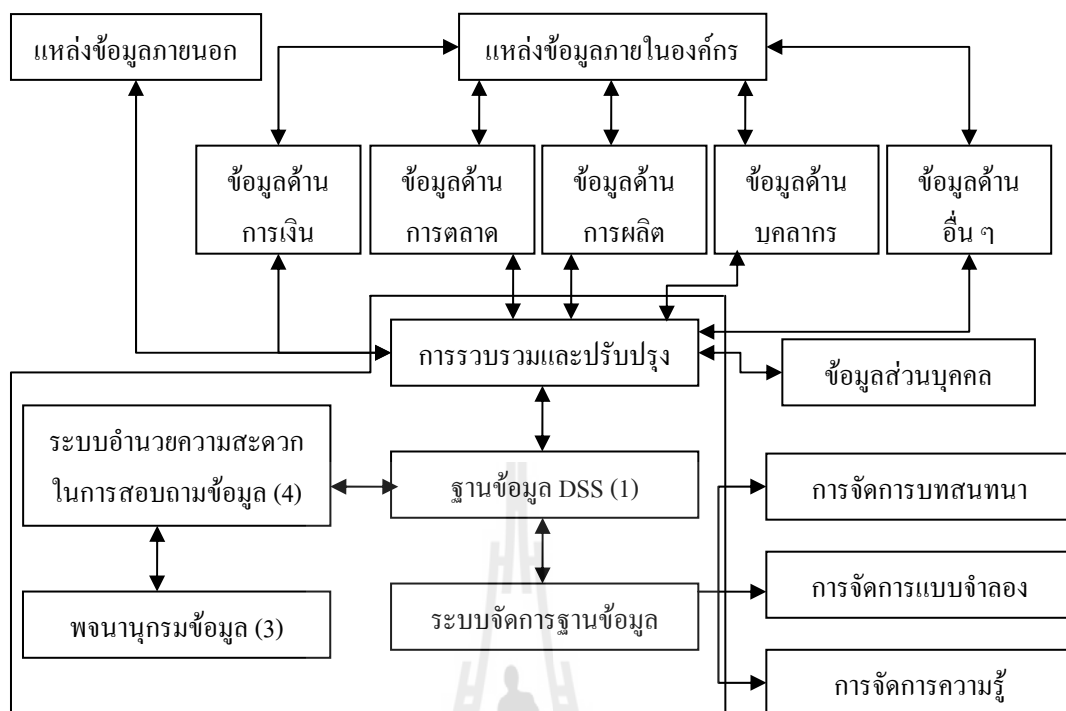 แหล่งข้อมูลภายนอก
แหล่งข้อมูลภายในองค์กร
ข้อมูลด้าน
การเงิน
ข้อมูลด้าน
การตลาด
ข้อมูลด้าน
การผลิต
ข้อมูลด้าน
บุคลากร
ข้อมูลด้าน
อื่น ๆ
การรวบรวมและปรับปรุง
ข้อมูลส่วนบุคคล
ระบบอำนวยความสะดวก
ในการสอบถามข้อมูล (4)
ฐานข้อมูล DSS (1)
การจัดการบทสนทนา
การจัดการแบบจำลอง
พจนานุกรมข้อมูล (3)
ระบบจัดการฐานข้อมูล
การจัดการความรู้